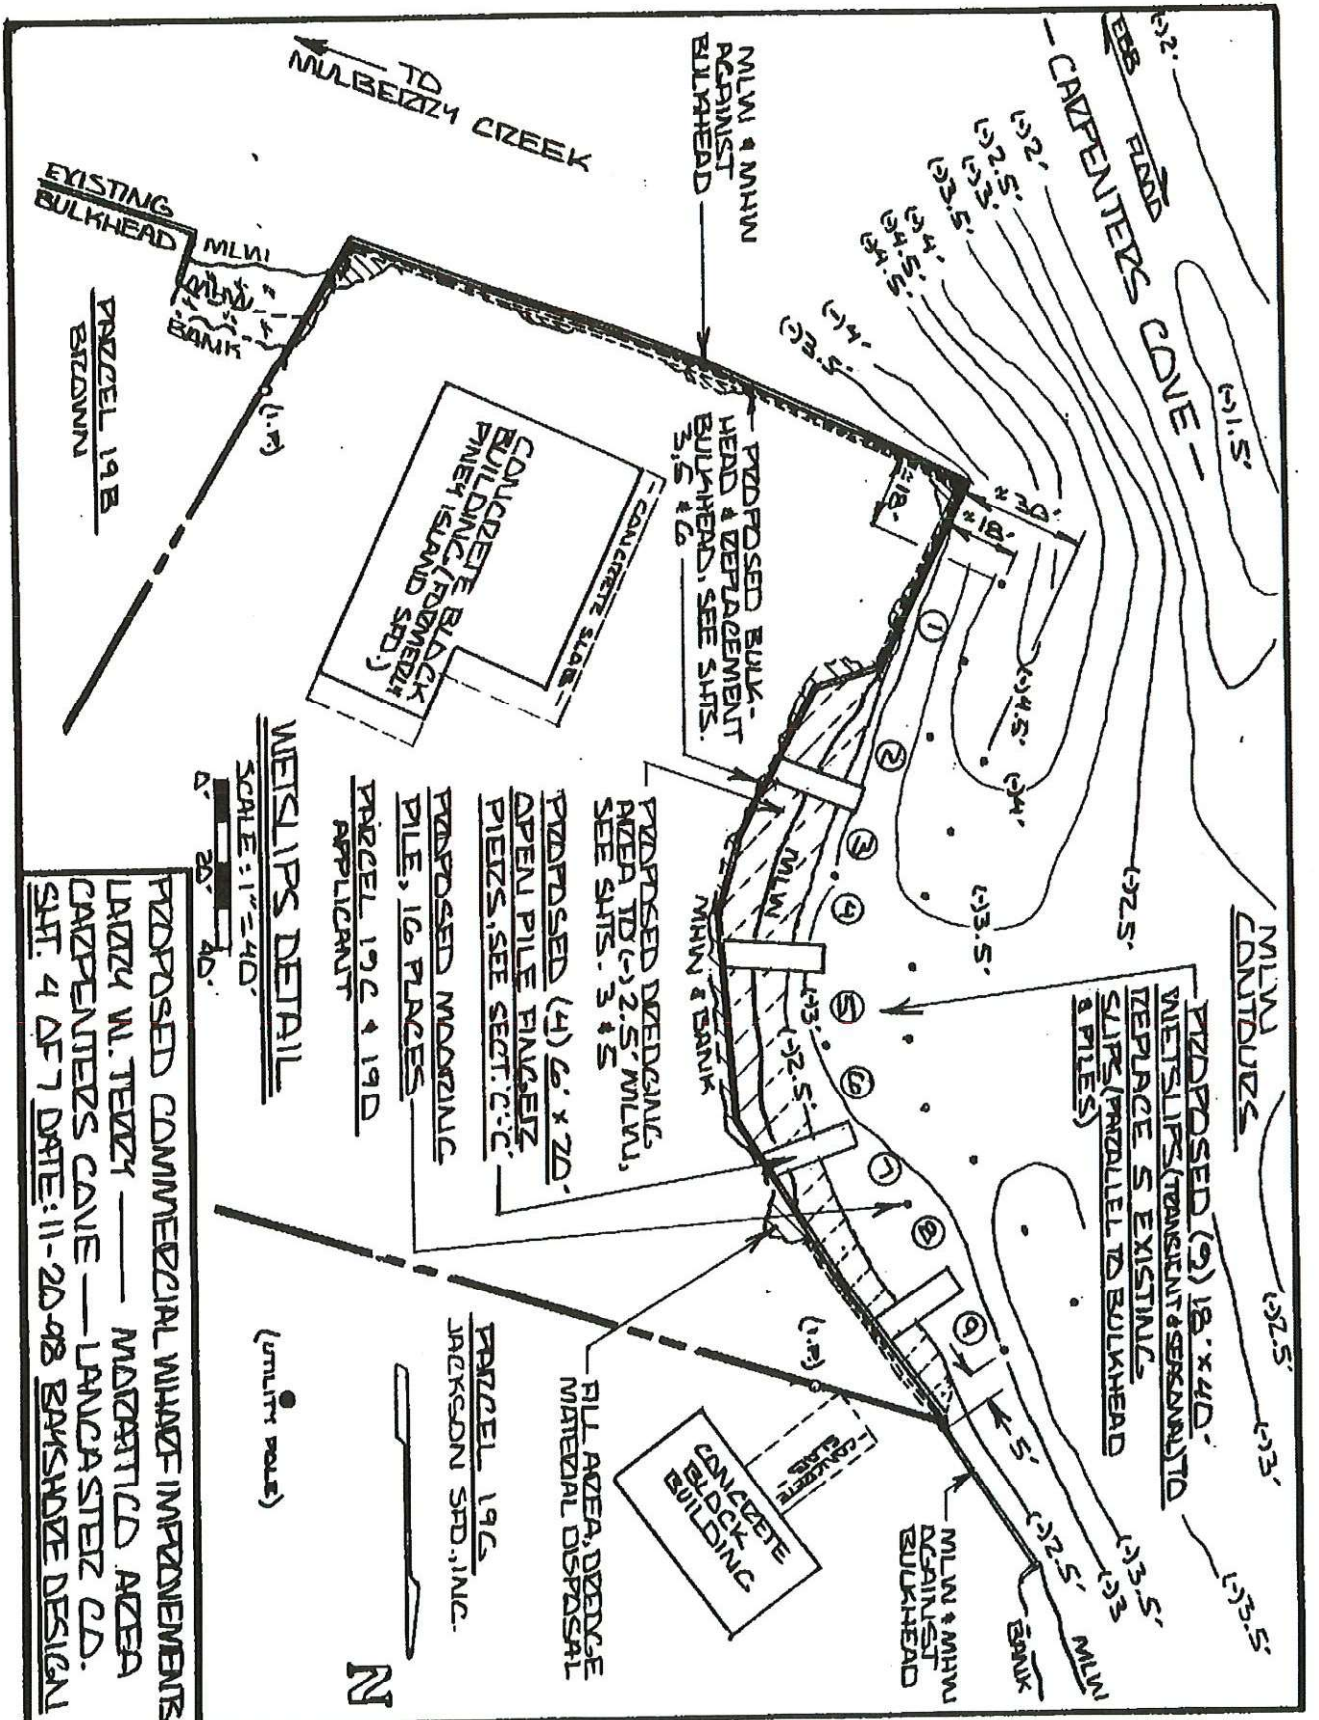 (-)2'
EBB FLOOD
— CARPENTERS COVE —
(-)1.5'
MLW
CONTOURS
(-)2.5'
(-)3'
(-)3.5'
(-)2'
(-)2.5'
(-)3'
(-)3.5'
(-)4'
(-)4.5'
(-)4.5'
(-)4'
(-)3.5'
(-)4.5'
(-)4'
(-)3.5'
(-)2.5'
PROPOSED (9) 18' x 40'
WETSLIPS (TRANSIENT & SEASONAL) TO
REPLACE 5 EXISTING
SLIPS (PARALLEL TO BULKHEAD
& PILES)
MLW & MHW
AGAINST
BULKHEAD
TO
MULBERRY CREEK
≈ 30'
≈ 18'
≈ 18'
1
2
3
4
5
6
7
8
9
5'
(-)3'
(-)2.5'
MLW
MHW & BANK
(-)3.5'
(-)3
(-)2.5'
MLW
BANK
MLW & MHW
AGAINST
BULKHEAD
EXISTING
BULKHEAD
MLW
MHW
BANK
(I.P.)
PARCEL 19B
BROWN
PROPOSED BULK-
HEAD & REPLACEMENT
BULKHEAD, SEE SHTS.
3,5 & 6
CONCRETE SLAB
CONCRETE BLOCK
BUILDING (FORMERLY
PINEY ISLAND SFD.)
PROPOSED DREDGING
AREA TO (-) 2.5' MLW,
SEE SHTS. 3 & 5
PROPOSED (4) 6' x 20'
OPEN PILE FINGER
PIERS, SEE SECT. C-C
PROPOSED MOORING
PILE, 16 PLACES
PARCEL 19C & 19D
APPLICANT
FILL AREA, DREDGE
MATERIAL DISPOSAL
(I.P.)
CONCRETE
SLAB
CONCRETE
BLOCK
BUILDING
PARCEL 19G
JACKSON SFD., INC.
(UTILITY POLE)
N
WETSLIPS DETAIL
SCALE: 1" = 40'
0' 20' 40'
PROPOSED COMMERCIAL WHARF IMPROVEMENTS
LARRY W. TERRY — MORATTICO AREA
CARPENTERS COVE — LANCASTER CO.
SHT. 4 OF 7 DATE: 11-20-98 BAYSHORE DESIGN